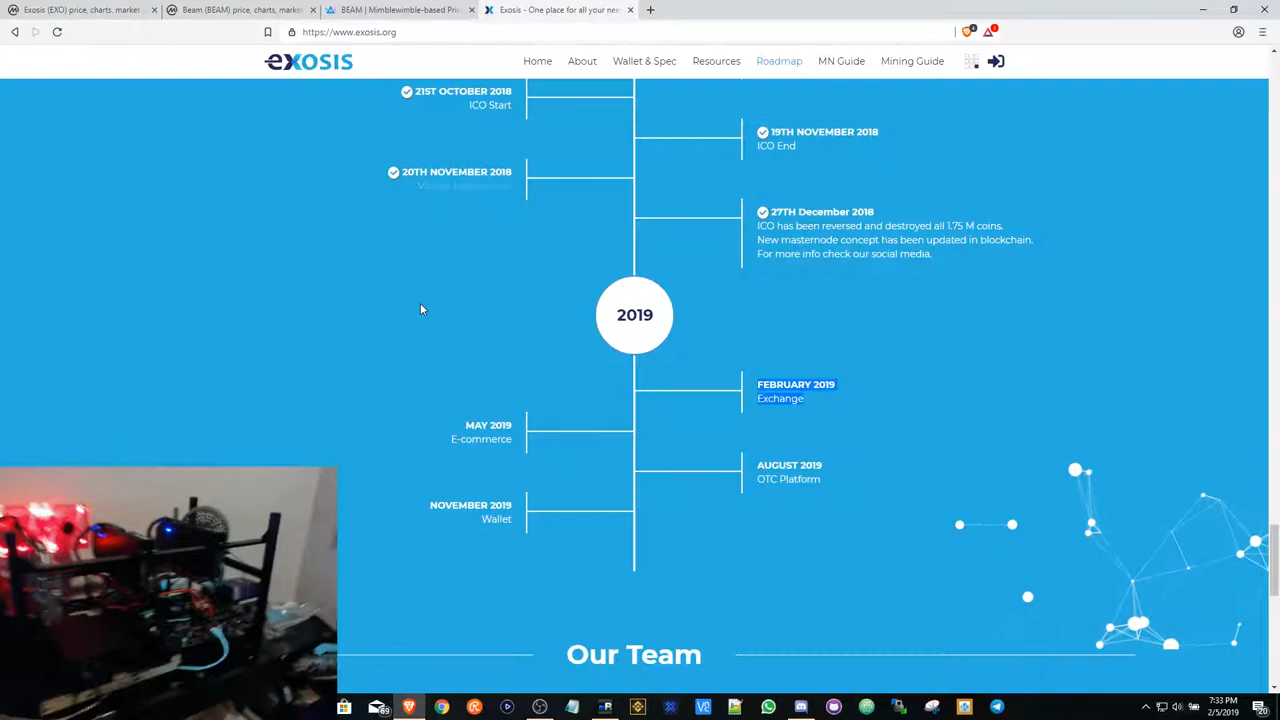 Exosis (EXO) price, charts, market
Beam (BEAM) price, charts, market
BEAM | Mimblewimble-based Priv
Exosis - One place for all your nee
https://www.exosis.org
exosis
Home
About
Wallet & Spec
Resources
Roadmap
MN Guide
Mining Guide
21ST OCTOBER 2018
ICO Start
19TH NOVEMBER 2018
ICO End
20TH NOVEMBER 2018
27TH December 2018
ICO has been reversed and destroyed all 1.75 M coins.
New masternode concept has been updated in blockchain.
For more info check our social media.
2019
FEBRUARY 2019
Exchange
MAY 2019
E-commerce
AUGUST 2019
OTC Platform
NOVEMBER 2019
Wallet
Our Team
7:33 PM
2/5/2019